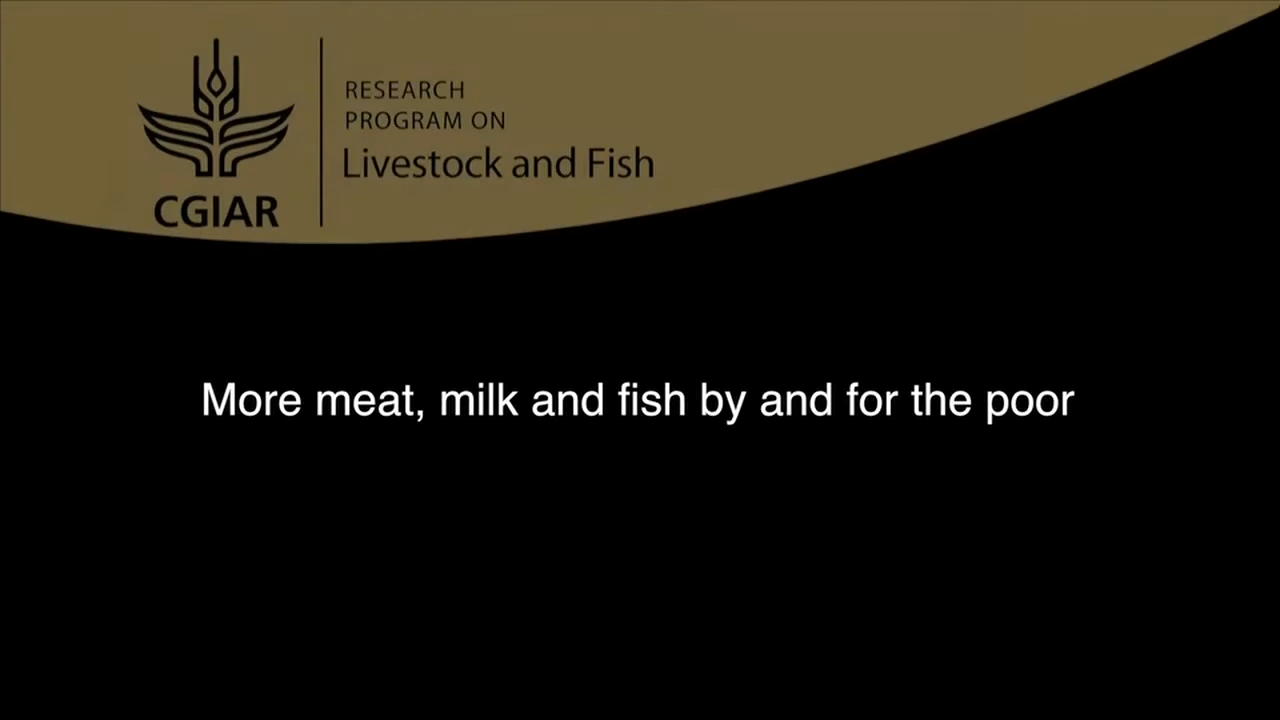 RESEARCH
PROGRAM ON
Livestock and Fish
CGIAR
More meat, milk and fish by and for the poor